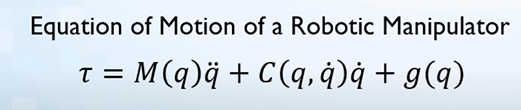 Equation of Motion of a Robotic Manipulator
τ = M(q)q̈ + C(q, q̇)q̇ + g(q)